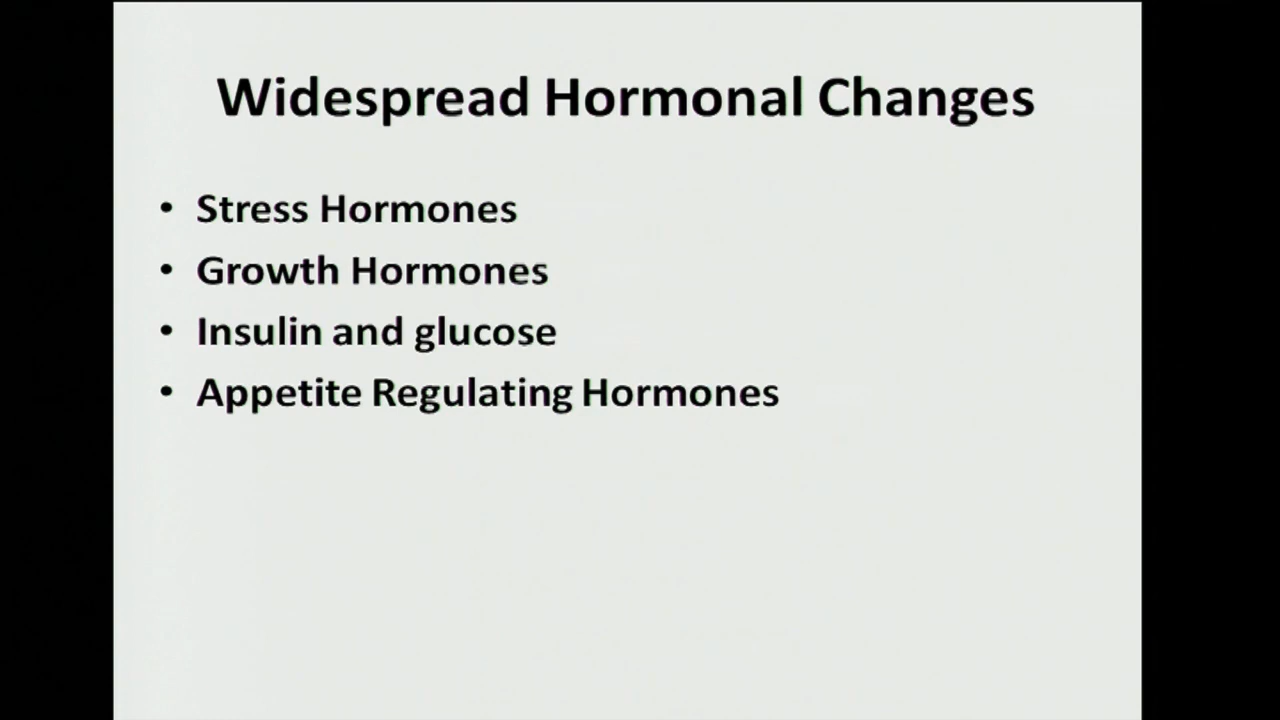 Widespread Hormonal Changes
• Stress Hormones
• Growth Hormones
• Insulin and glucose
• Appetite Regulating Hormones